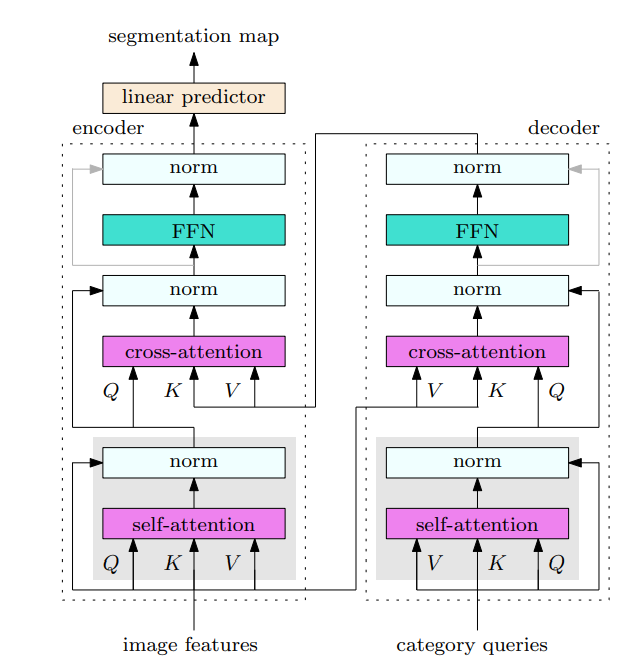 segmentation map
linear predictor
encoder
norm
FFN
norm
cross-attention
Q K V
norm
self-attention
Q K V
image features
decoder
norm
FFN
norm
cross-attention
V K Q
norm
self-attention
V K Q
category queries